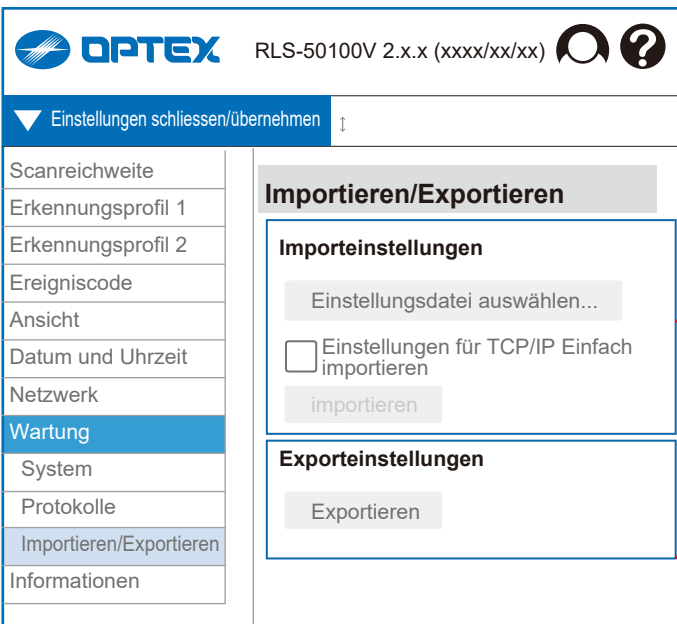 OPTEX RLS-50100V 2.x.x (xxxx/xx/xx) ?
Einstellungen schliessen/übernehmen
Scanreichweite
Erkennungsprofil 1
Erkennungsprofil 2
Ereigniscode
Ansicht
Datum und Uhrzeit
Netzwerk
Wartung
System
Protokolle
Importieren/Exportieren
Informationen
Importieren/Exportieren
Importeinstellungen
Einstellungsdatei auswählen...
Einstellungen für TCP/IP Einfach
importieren
importieren
Exporteinstellungen
Exportieren